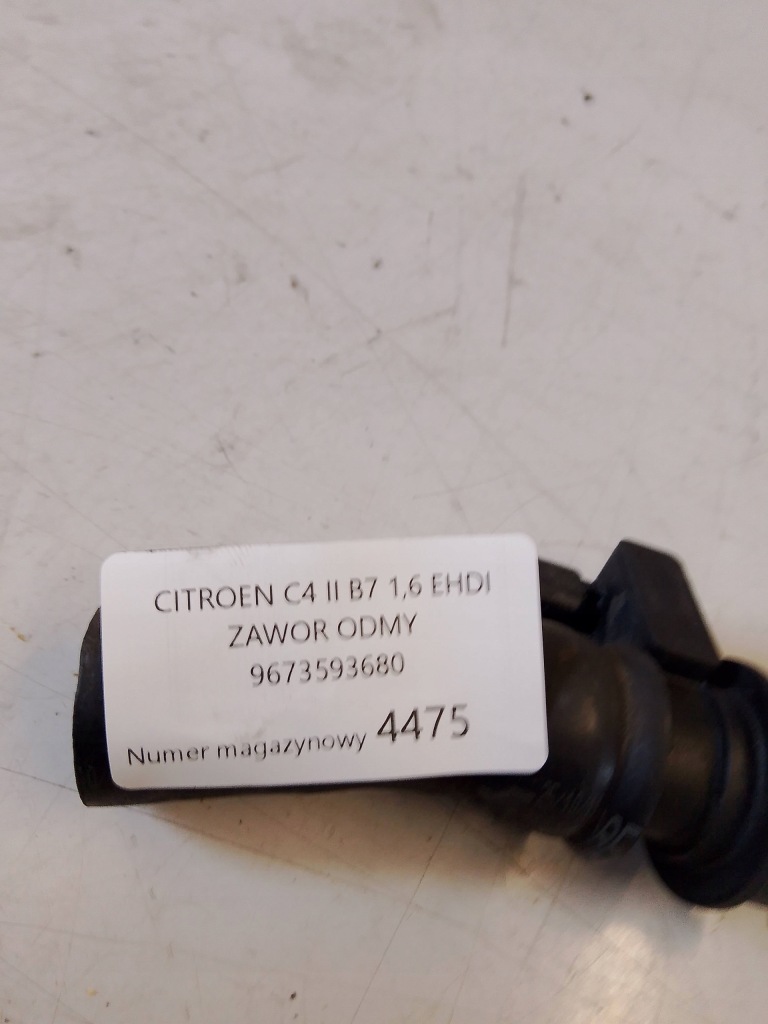 CITROEN C4 II B7 1,6 EHDI
ZAWOR ODMY
9673593680
Numer magazynowy 4475